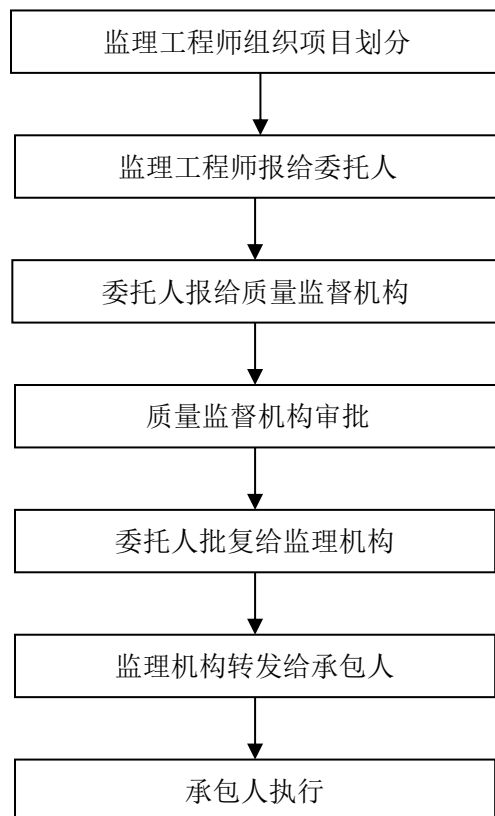 监理工程师组织项目划分
监理工程师报给委托人
委托人报给质量监督机构
质量监督机构审批
委托人批复给监理机构
监理机构转发给承包人
承包人执行